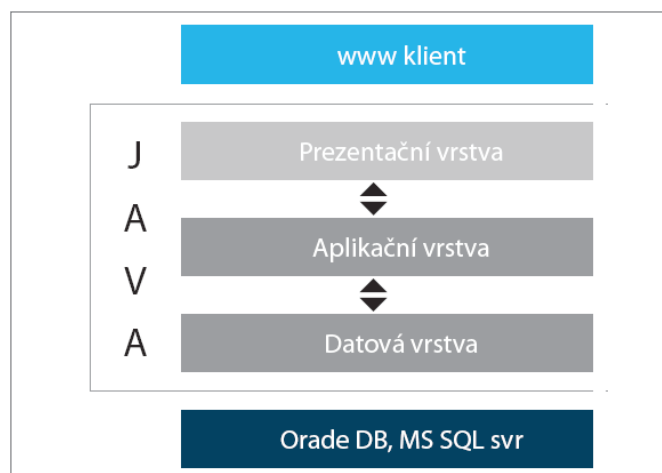 www klient
J
Prezentační vrstva
A
Aplikační vrstva
V
A
Datová vrstva
Orade DB, MS SQL svr